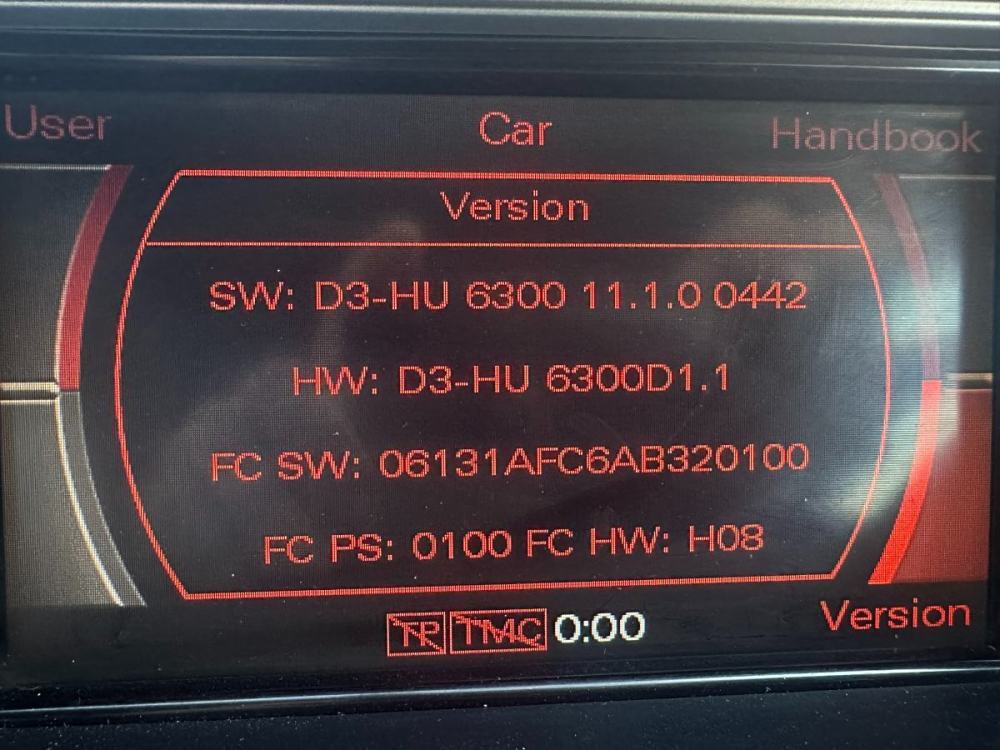 User Car Handbook
Version
SW: D3-HU 6300 11.1.0 0442
HW: D3-HU 6300D1.1
FC SW: 06131AFC6AB320100
FC PS: 0100 FC HW: H08
TP TMC 0:00 Version